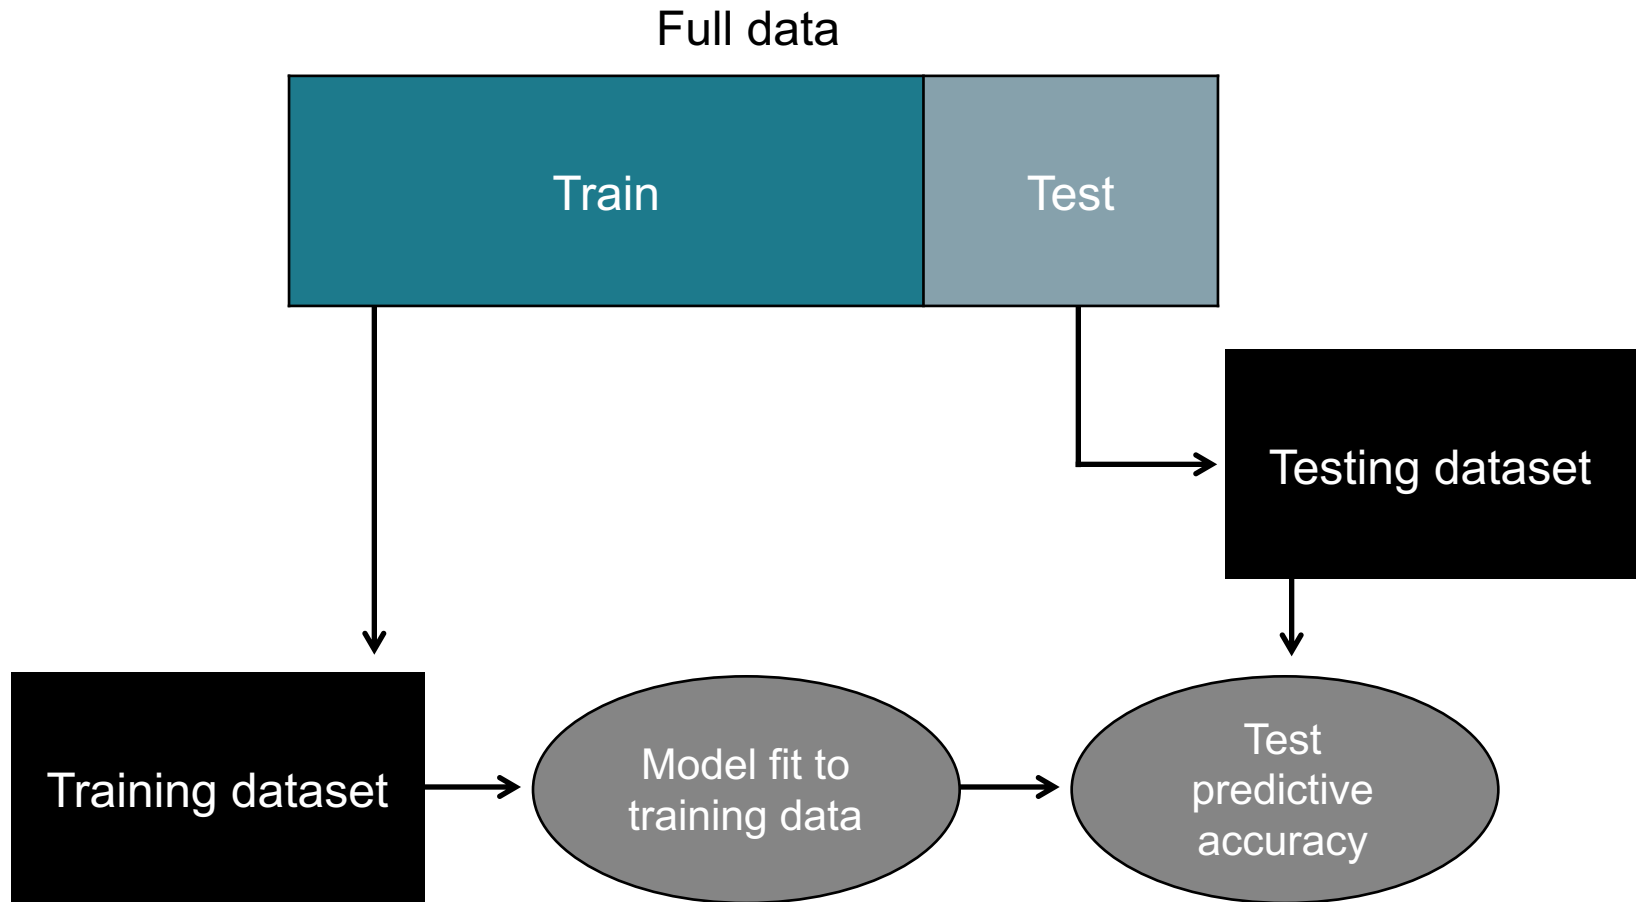 Full data
Train
Test
Testing dataset
Training dataset
Model fit to
training data
Test
predictive
accuracy